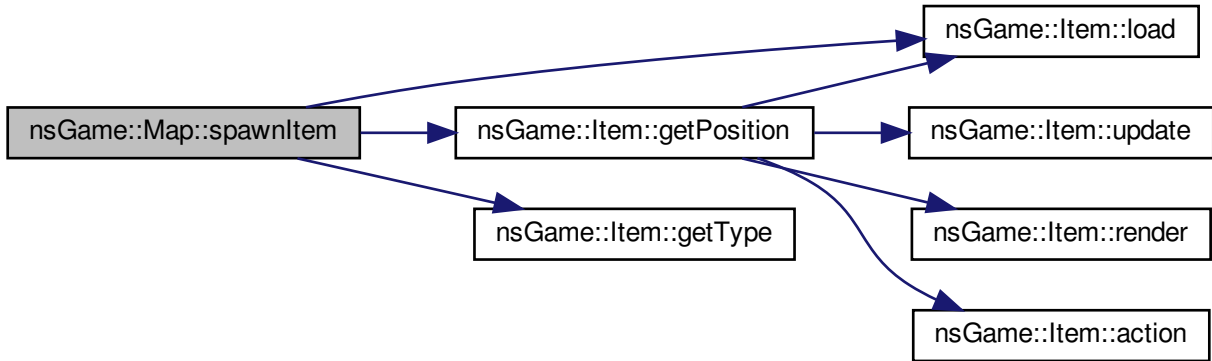 nsGame::Item::load
nsGame::Map::spawnItem
nsGame::Item::getPosition
nsGame::Item::update
nsGame::Item::getType
nsGame::Item::render
nsGame::Item::action